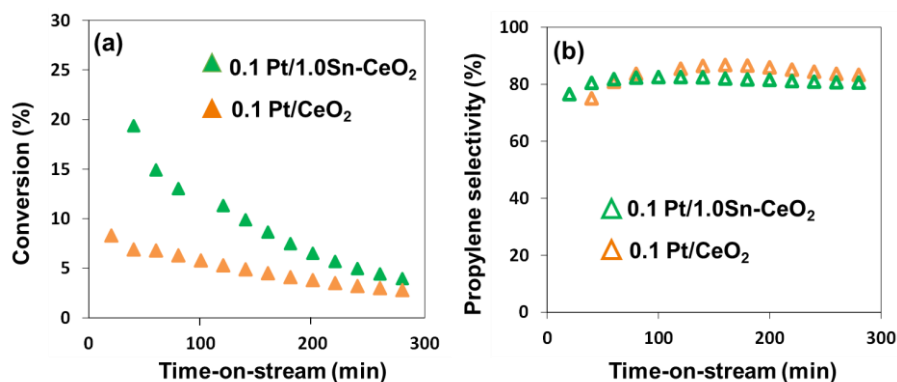 (a)
30
25
20
15
10
5
0
0
100
200
300
Conversion (%)
Time-on-stream (min)
0.1 Pt/1.0Sn-CeO₂
0.1 Pt/CeO₂
(b)
100
80
60
40
20
0
0
100
200
300
Propylene selectivity (%)
Time-on-stream (min)
0.1 Pt/1.0Sn-CeO₂
0.1 Pt/CeO₂